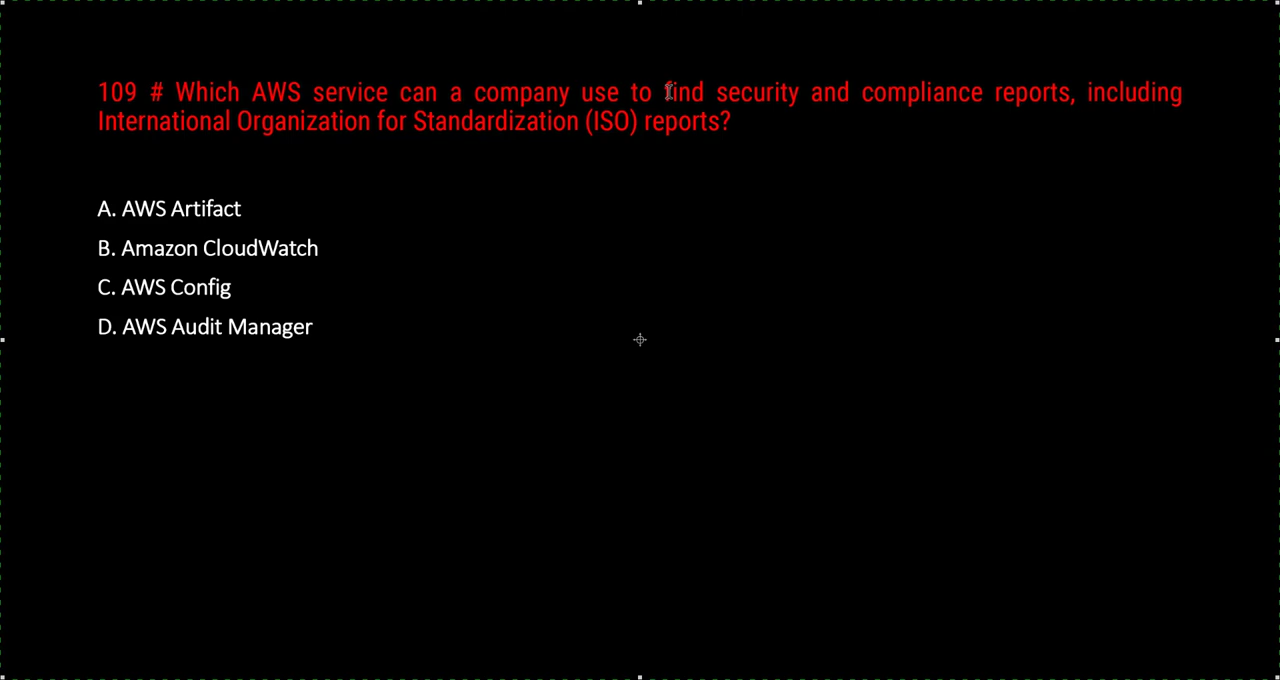 109 # Which AWS service can a company use to find security and compliance reports, including
International Organization for Standardization (ISO) reports?
A. AWS Artifact
B. Amazon CloudWatch
C. AWS Config
D. AWS Audit Manager